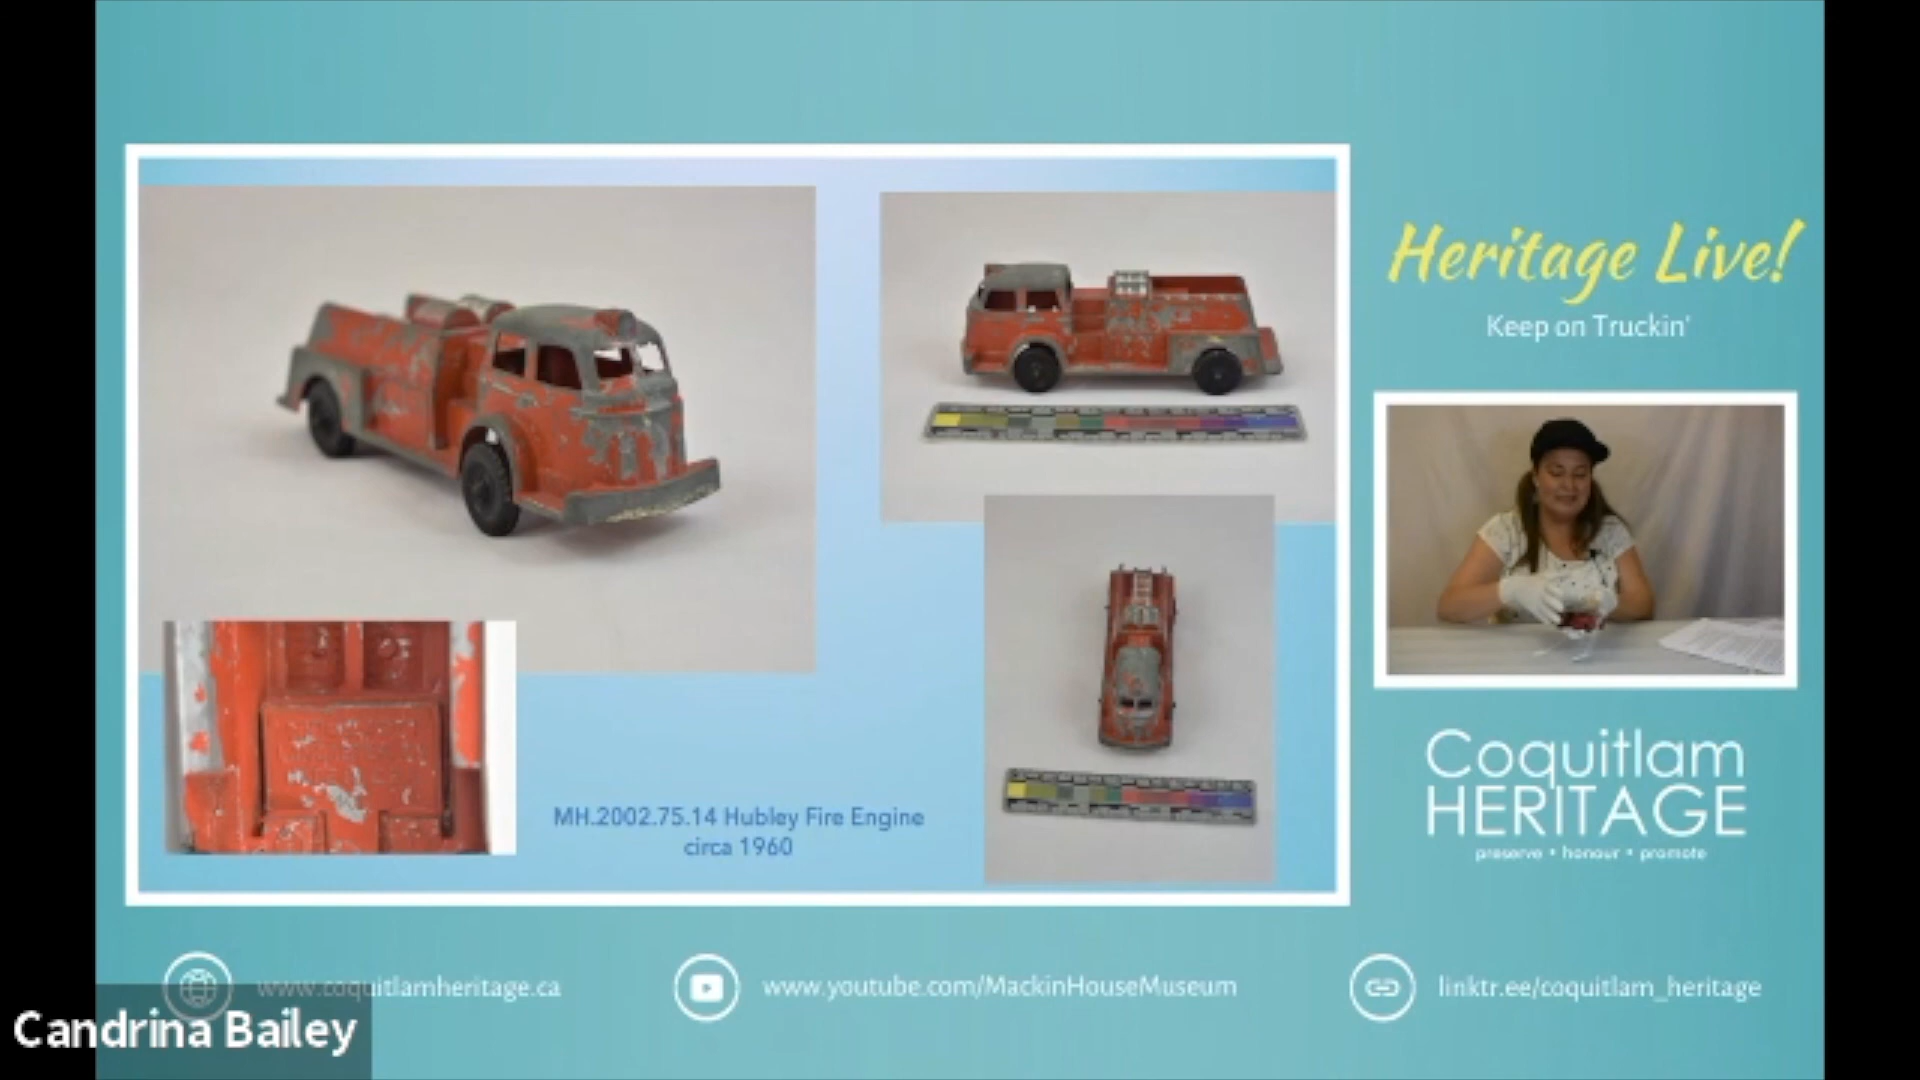 Heritage Live!
Keep on Truckin'
MH.2002.75.14 Hubley Fire Engine
circa 1960
Coquitlam
HERITAGE
preserve • honour • promote
www.coquitlamheritage.ca
www.youtube.com/MackinHouseMuseum
linktr.ee/coquitlam_heritage
Candrina Bailey